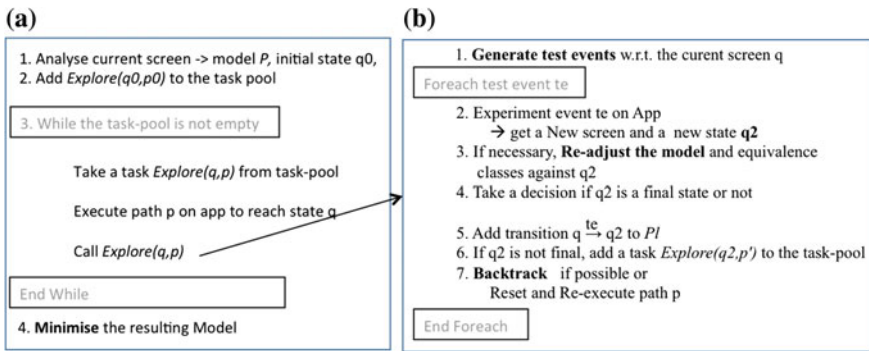 (a)
1. Analyse current screen -> model P, initial state q0,
2. Add Explore(q0,p0) to the task pool
3. While the task-pool is not empty
Take a task Explore(q,p) from task-pool
Execute path p on app to reach state q
Call Explore(q,p)
End While
4. Minimise the resulting Model
(b)
1. Generate test events w.r.t. the curent screen q
Foreach test event te
2. Experiment event te on App
→ get a New screen and a new state q2
3. If necessary, Re-adjust the model and equivalence
classes against q2
4. Take a decision if q2 is a final state or not
te
5. Add transition q → q2 to Pl
6. If q2 is not final, add a task Explore(q2,p') to the task-pool
7. Backtrack if possible or
Reset and Re-execute path p
End Foreach